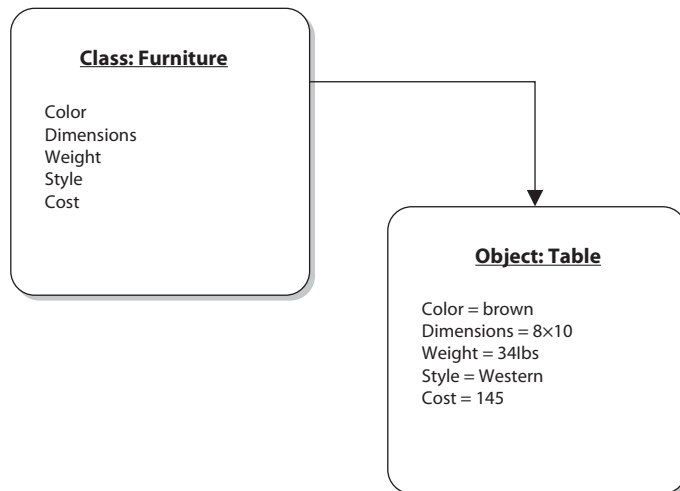 Class: Furniture
Color
Dimensions
Weight
Style
Cost
Object: Table
Color = brown
Dimensions = 8×10
Weight = 34lbs
Style = Western
Cost = 145